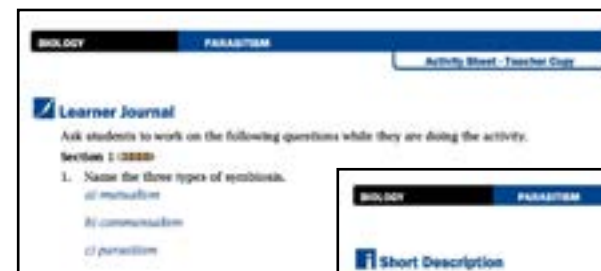 BIOLOGY PARASITISM
Activity Sheet - Teacher Copy
Learner Journal
Ask students to work on the following questions while they are doing the activity.
Section 1
1. Name the three types of symbiosis.
a) mutualism
b) commensalism
c) parasitism
BIOLOGY PARASITISM
Short Description